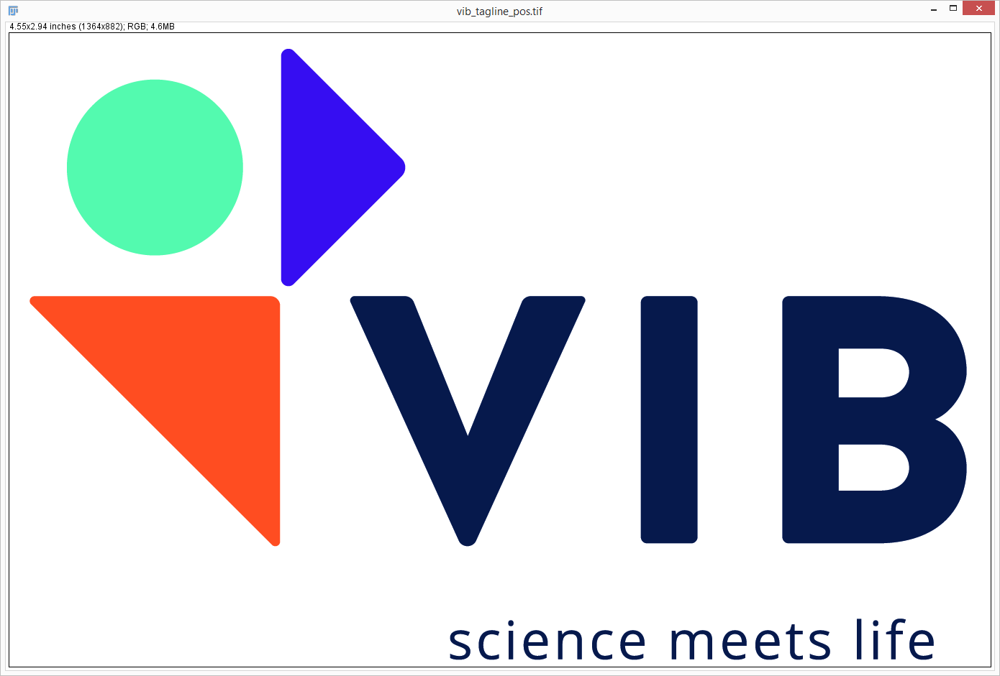 vib_tagline_pos.tif
4.55x2.94 inches (1364x882); RGB; 4.6MB
VIB
science meets life